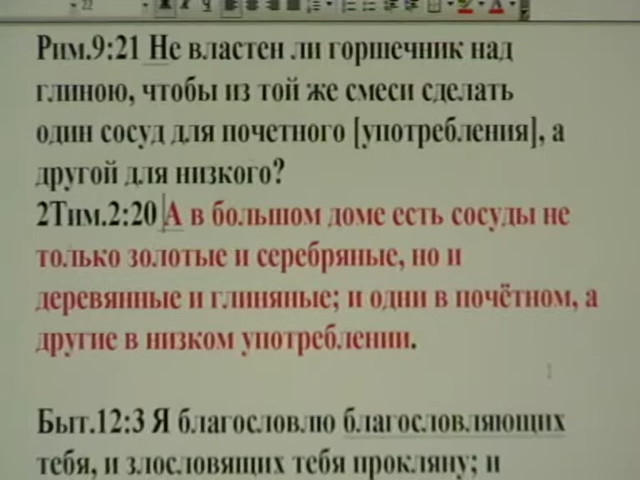 Рим.9:21 Не властен ли горшечник над
глиною, чтобы из той же смеси сделать
один сосуд для почетного [употребления], а
другой для низкого?
2Тим.2:20 А в большом доме есть сосуды не
только золотые и серебряные, но и
деревянные и глиняные; и одни в почётном, а
другие в низком употреблении.
Быт.12:3 Я благословлю благословляющих
тебя, и злословящих тебя прокляну; и